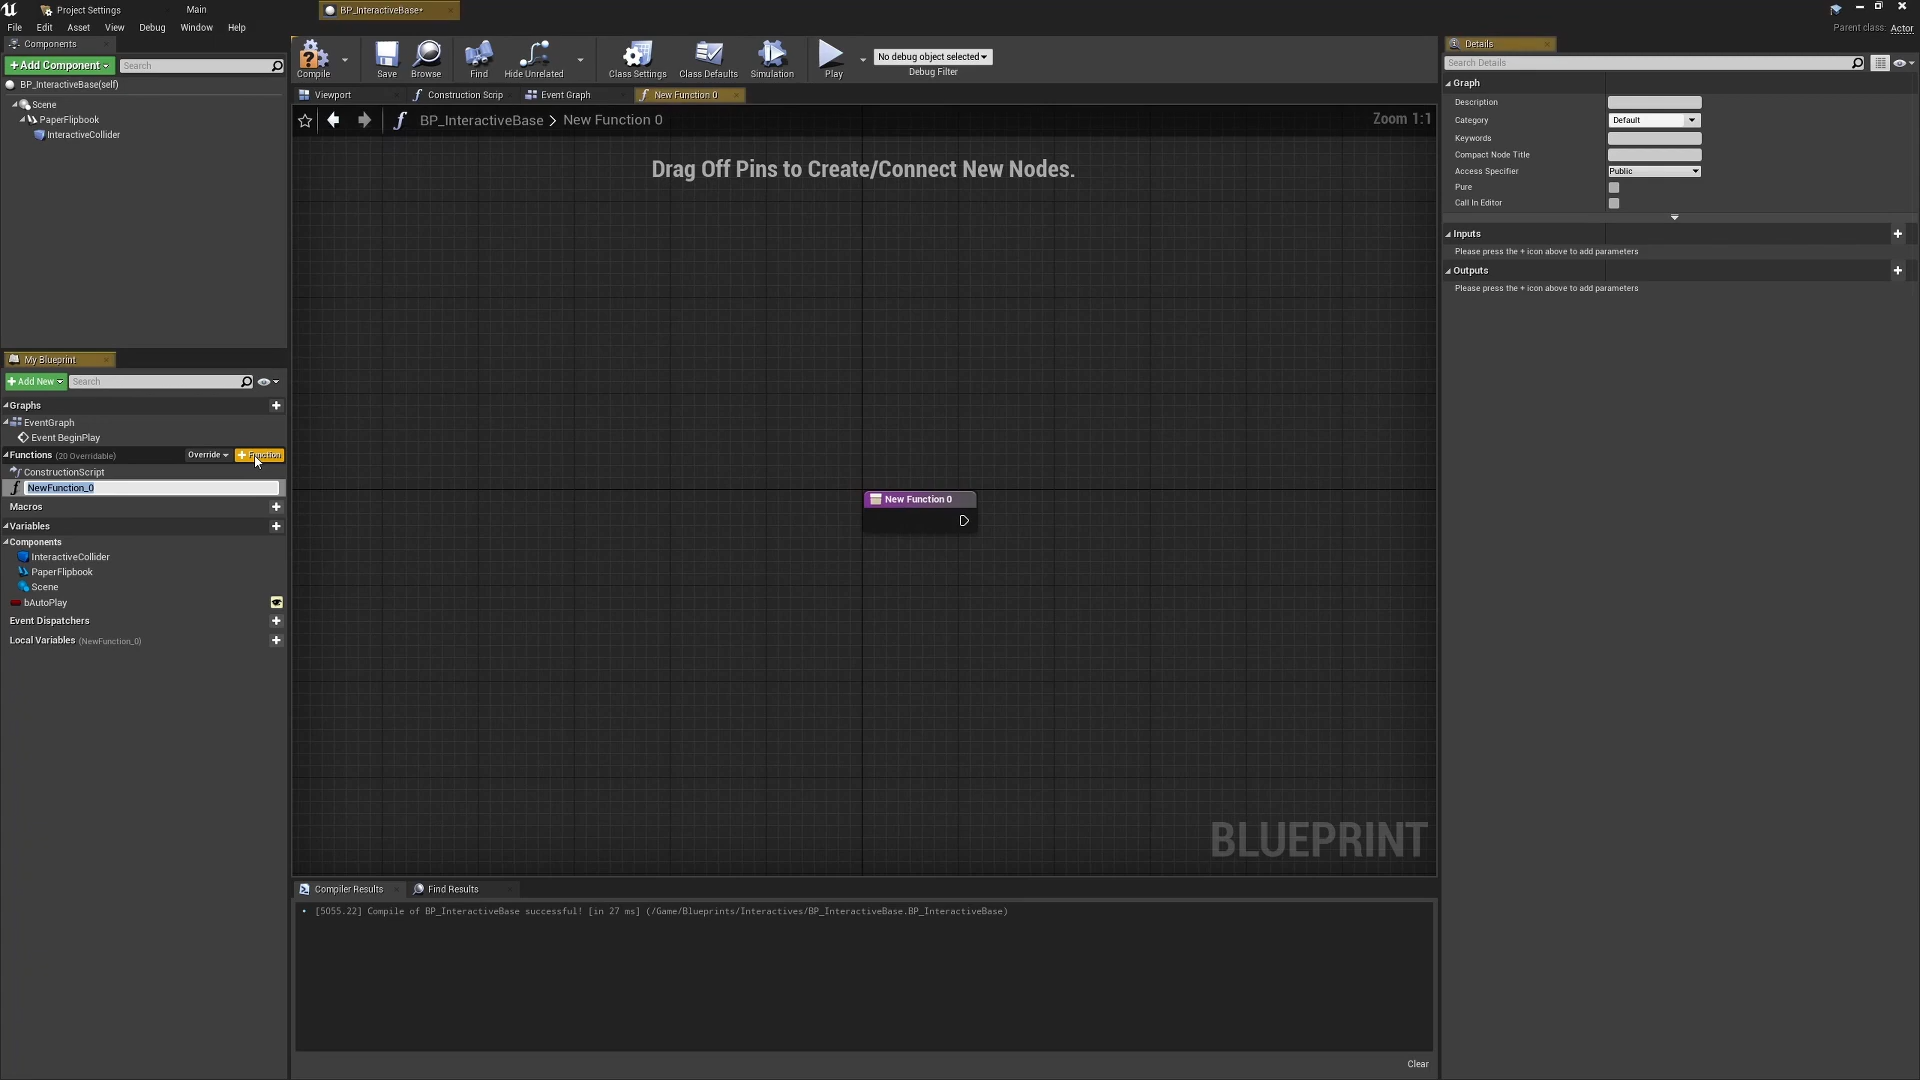 Project Settings
Main
BP_InteractiveBase*
File
Edit
Asset
View
Debug
Window
Help
Parent class: Actor
Components
+Add Component
Search
BP_InteractiveBase(self)
Scene
PaperFlipbook
InteractiveCollider
Compile
Save
Browse
Find
Hide Unrelated
Class Settings
Class Defaults
Simulation
Play
No debug object selected
Debug Filter
Viewport
Construction Scrip
Event Graph
New Function 0
BP_InteractiveBase > New Function 0
Zoom 1:1
Drag Off Pins to Create/Connect New Nodes.
New Function 0
BLUEPRINT
My Blueprint
+Add New
Search
Graphs
EventGraph
Event BeginPlay
Functions (20 Overridable)
Override
+Function
ConstructionScript
NewFunction_0
Macros
Variables
Components
InteractiveCollider
PaperFlipbook
Scene
bAutoPlay
Event Dispatchers
Local Variables (NewFunction_0)
Compiler Results
Find Results
• [5055.22] Compile of BP_InteractiveBase successful! [in 27 ms] (/Game/Blueprints/Interactives/BP_InteractiveBase.BP_InteractiveBase)
Clear
Details
Search Details
Graph
Description
Category
Default
Keywords
Compact Node Title
Access Specifier
Public
Pure
Call In Editor
Inputs
Please press the + icon above to add parameters
Outputs
Please press the + icon above to add parameters